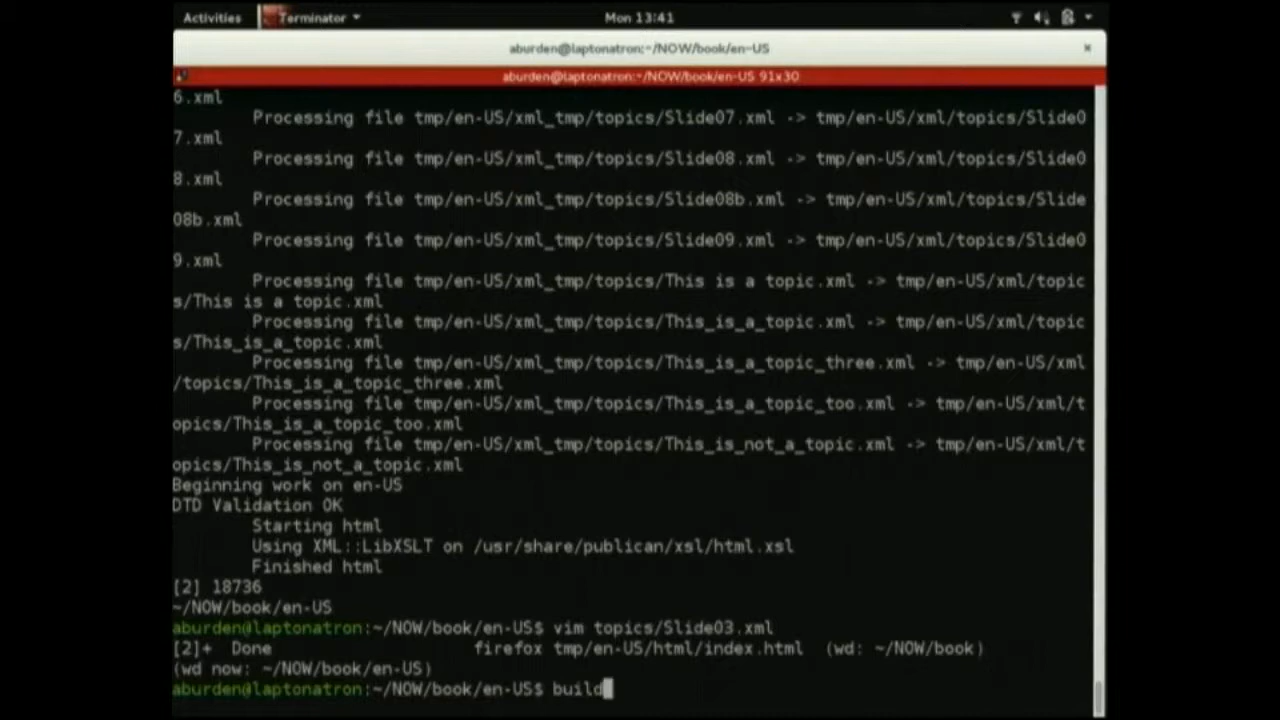 Activities Terminator Mon 13:41
aburden@laptonatron:~/NOW/book/en-US ×
aburden@laptonatron:~/NOW/book/en-US 91x30
6.xml
Processing file tmp/en-US/xml_tmp/topics/Slide07.xml -> tmp/en-US/xml/topics/Slide0
7.xml
Processing file tmp/en-US/xml_tmp/topics/Slide08.xml -> tmp/en-US/xml/topics/Slide0
8.xml
Processing file tmp/en-US/xml_tmp/topics/Slide08b.xml -> tmp/en-US/xml/topics/Slide
08b.xml
Processing file tmp/en-US/xml_tmp/topics/Slide09.xml -> tmp/en-US/xml/topics/Slide0
9.xml
Processing file tmp/en-US/xml_tmp/topics/This is a topic.xml -> tmp/en-US/xml/topic
s/This is a topic.xml
Processing file tmp/en-US/xml_tmp/topics/This_is_a_topic.xml -> tmp/en-US/xml/topic
s/This_is_a_topic.xml
Processing file tmp/en-US/xml_tmp/topics/This_is_a_topic_three.xml -> tmp/en-US/xml
/topics/This_is_a_topic_three.xml
Processing file tmp/en-US/xml_tmp/topics/This_is_a_topic_too.xml -> tmp/en-US/xml/t
opics/This_is_a_topic_too.xml
Processing file tmp/en-US/xml_tmp/topics/This_is_not_a_topic.xml -> tmp/en-US/xml/t
opics/This_is_not_a_topic.xml
Beginning work on en-US
DTD Validation OK
Starting html
Using XML::LibXSLT on /usr/share/publican/xsl/html.xsl
Finished html
[2] 18736
~/NOW/book/en-US
aburden@laptonatron:~/NOW/book/en-US$ vim topics/Slide03.xml
[2]+ Done firefox tmp/en-US/html/index.html (wd: ~/NOW/book)
(wd now: ~/NOW/book/en-US)
aburden@laptonatron:~/NOW/book/en-US$ build